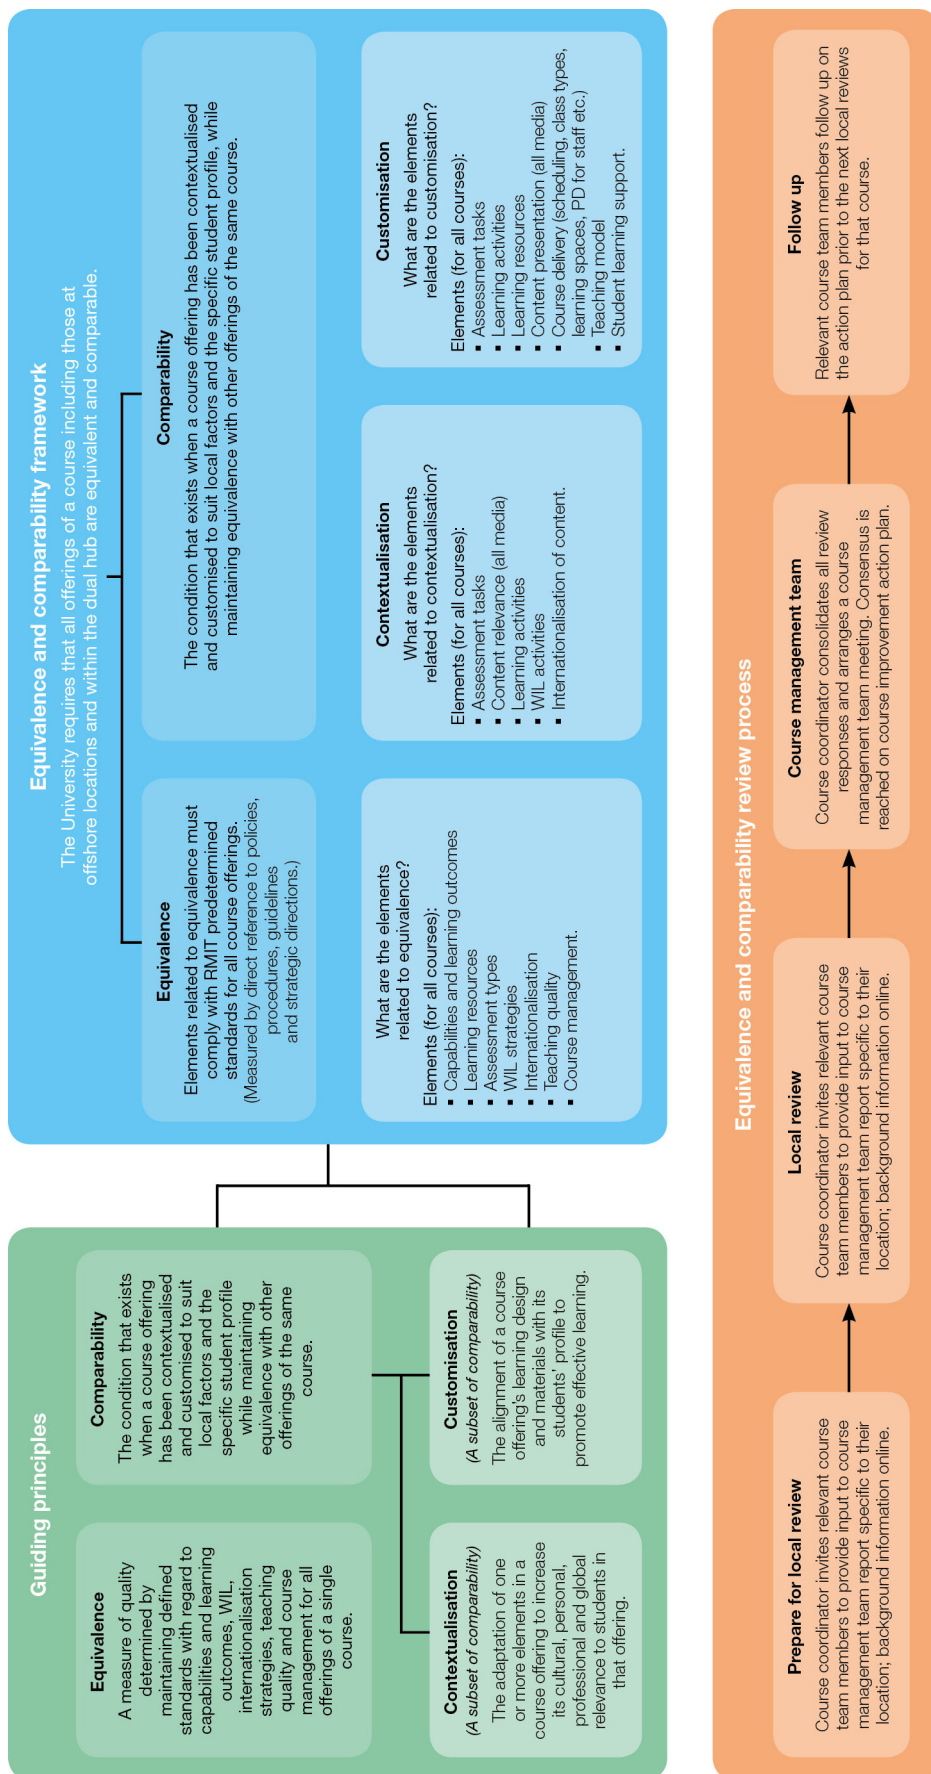 Guiding principles
Equivalence
A measure of quality
determined by
maintaining defined
standards with regard to
capabilities and learning
outcomes, WIL,
internationalisation
strategies, teaching
quality and course
management for all
offerings of a single
course.
Comparability
The condition that exists
when a course offering
has been contextualised
and customised to suit
local factors and the
specific student profile
while maintaining
equivalence with other
offerings of the same
course.
Contextualisation
(A subset of comparability)
The adaptation of one
or more elements in a
course offering to increase
its cultural, personal,
professional and global
relevance to students in
that offering.
Customisation
(A subset of comparability)
The alignment of a course
offering's learning design
and materials with its
students' profile to
promote effective learning.
Equivalence and comparability framework
The University requires that all offerings of a course including those at
offshore locations and within the dual hub are equivalent and comparable.
Equivalence
Elements related to equivalence must
comply with RMIT predetermined
standards for all course offerings.
(Measured by direct reference to policies,
procedures, guidelines
and strategic directions.)
Comparability
The condition that exists when a course offering has been contextualised
and customised to suit local factors and the specific student profile, while
maintaining equivalence with other offerings of the same course.
What are the elements
related to equivalence?
Elements (for all courses):
▪ Capabilities and learning outcomes
▪ Learning resources
▪ Assessment types
▪ WIL strategies
▪ Internationalisation
▪ Teaching quality
▪ Course management.
Contextualisation
What are the elements
related to contextualisation?
Elements (for all courses):
▪ Assessment tasks
▪ Content relevance (all media)
▪ Learning activities
▪ WIL activities
▪ Internationalisation of content.
Customisation
What are the elements
related to customisation?
Elements (for all courses):
▪ Assessment tasks
▪ Learning activities
▪ Learning resources
▪ Content presentation (all media)
▪ Course delivery (scheduling, class types,
learning spaces, PD for staff etc.)
▪ Teaching model
▪ Student learning support.
Equivalence and comparability review process
Prepare for local review
Course coordinator invites relevant course
team members to provide input to course
management team report specific to their
location; background information online.
Local review
Course coordinator invites relevant course
team members to provide input to course
management team report specific to their
location; background information online.
Course management team
Course coordinator consolidates all review
responses and arranges a course
management team meeting. Consensus is
reached on course improvement action plan.
Follow up
Relevant course team members follow up on
the action plan prior to the next local reviews
for that course.